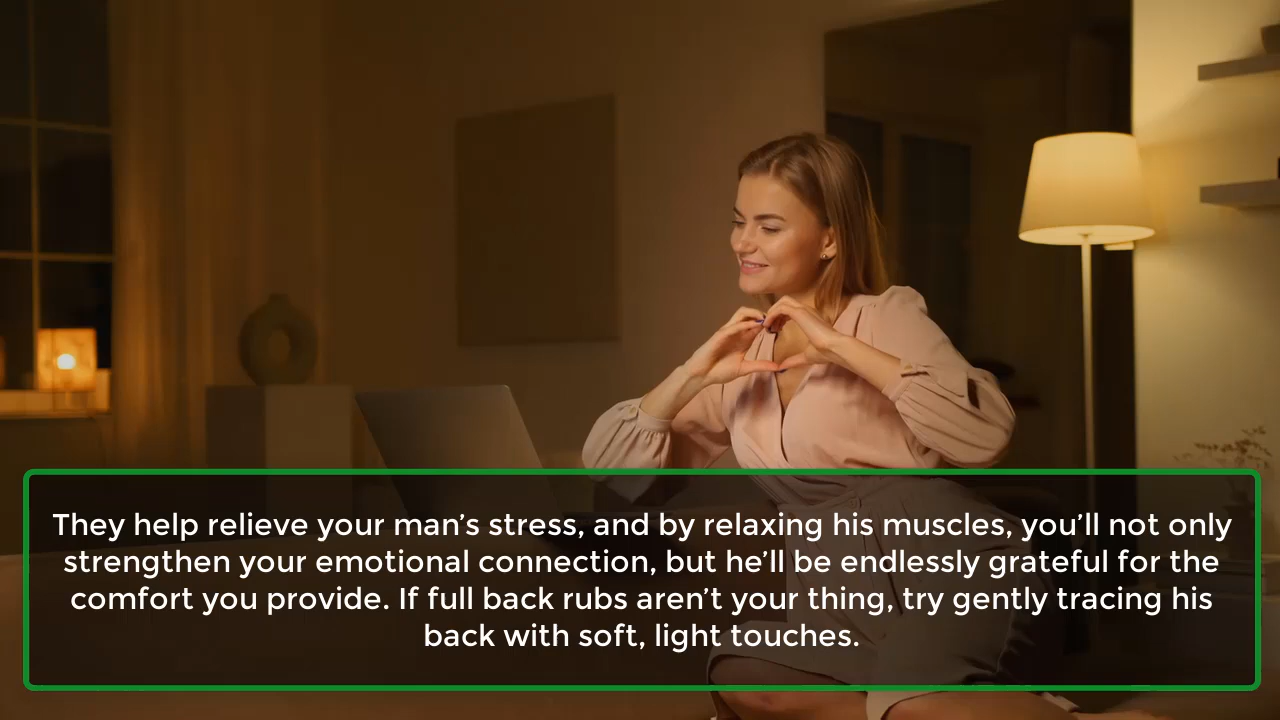 They help relieve your man’s stress, and by relaxing his muscles, you’ll not only
strengthen your emotional connection, but he’ll be endlessly grateful for the
comfort you provide. If full back rubs aren’t your thing, try gently tracing his
back with soft, light touches.